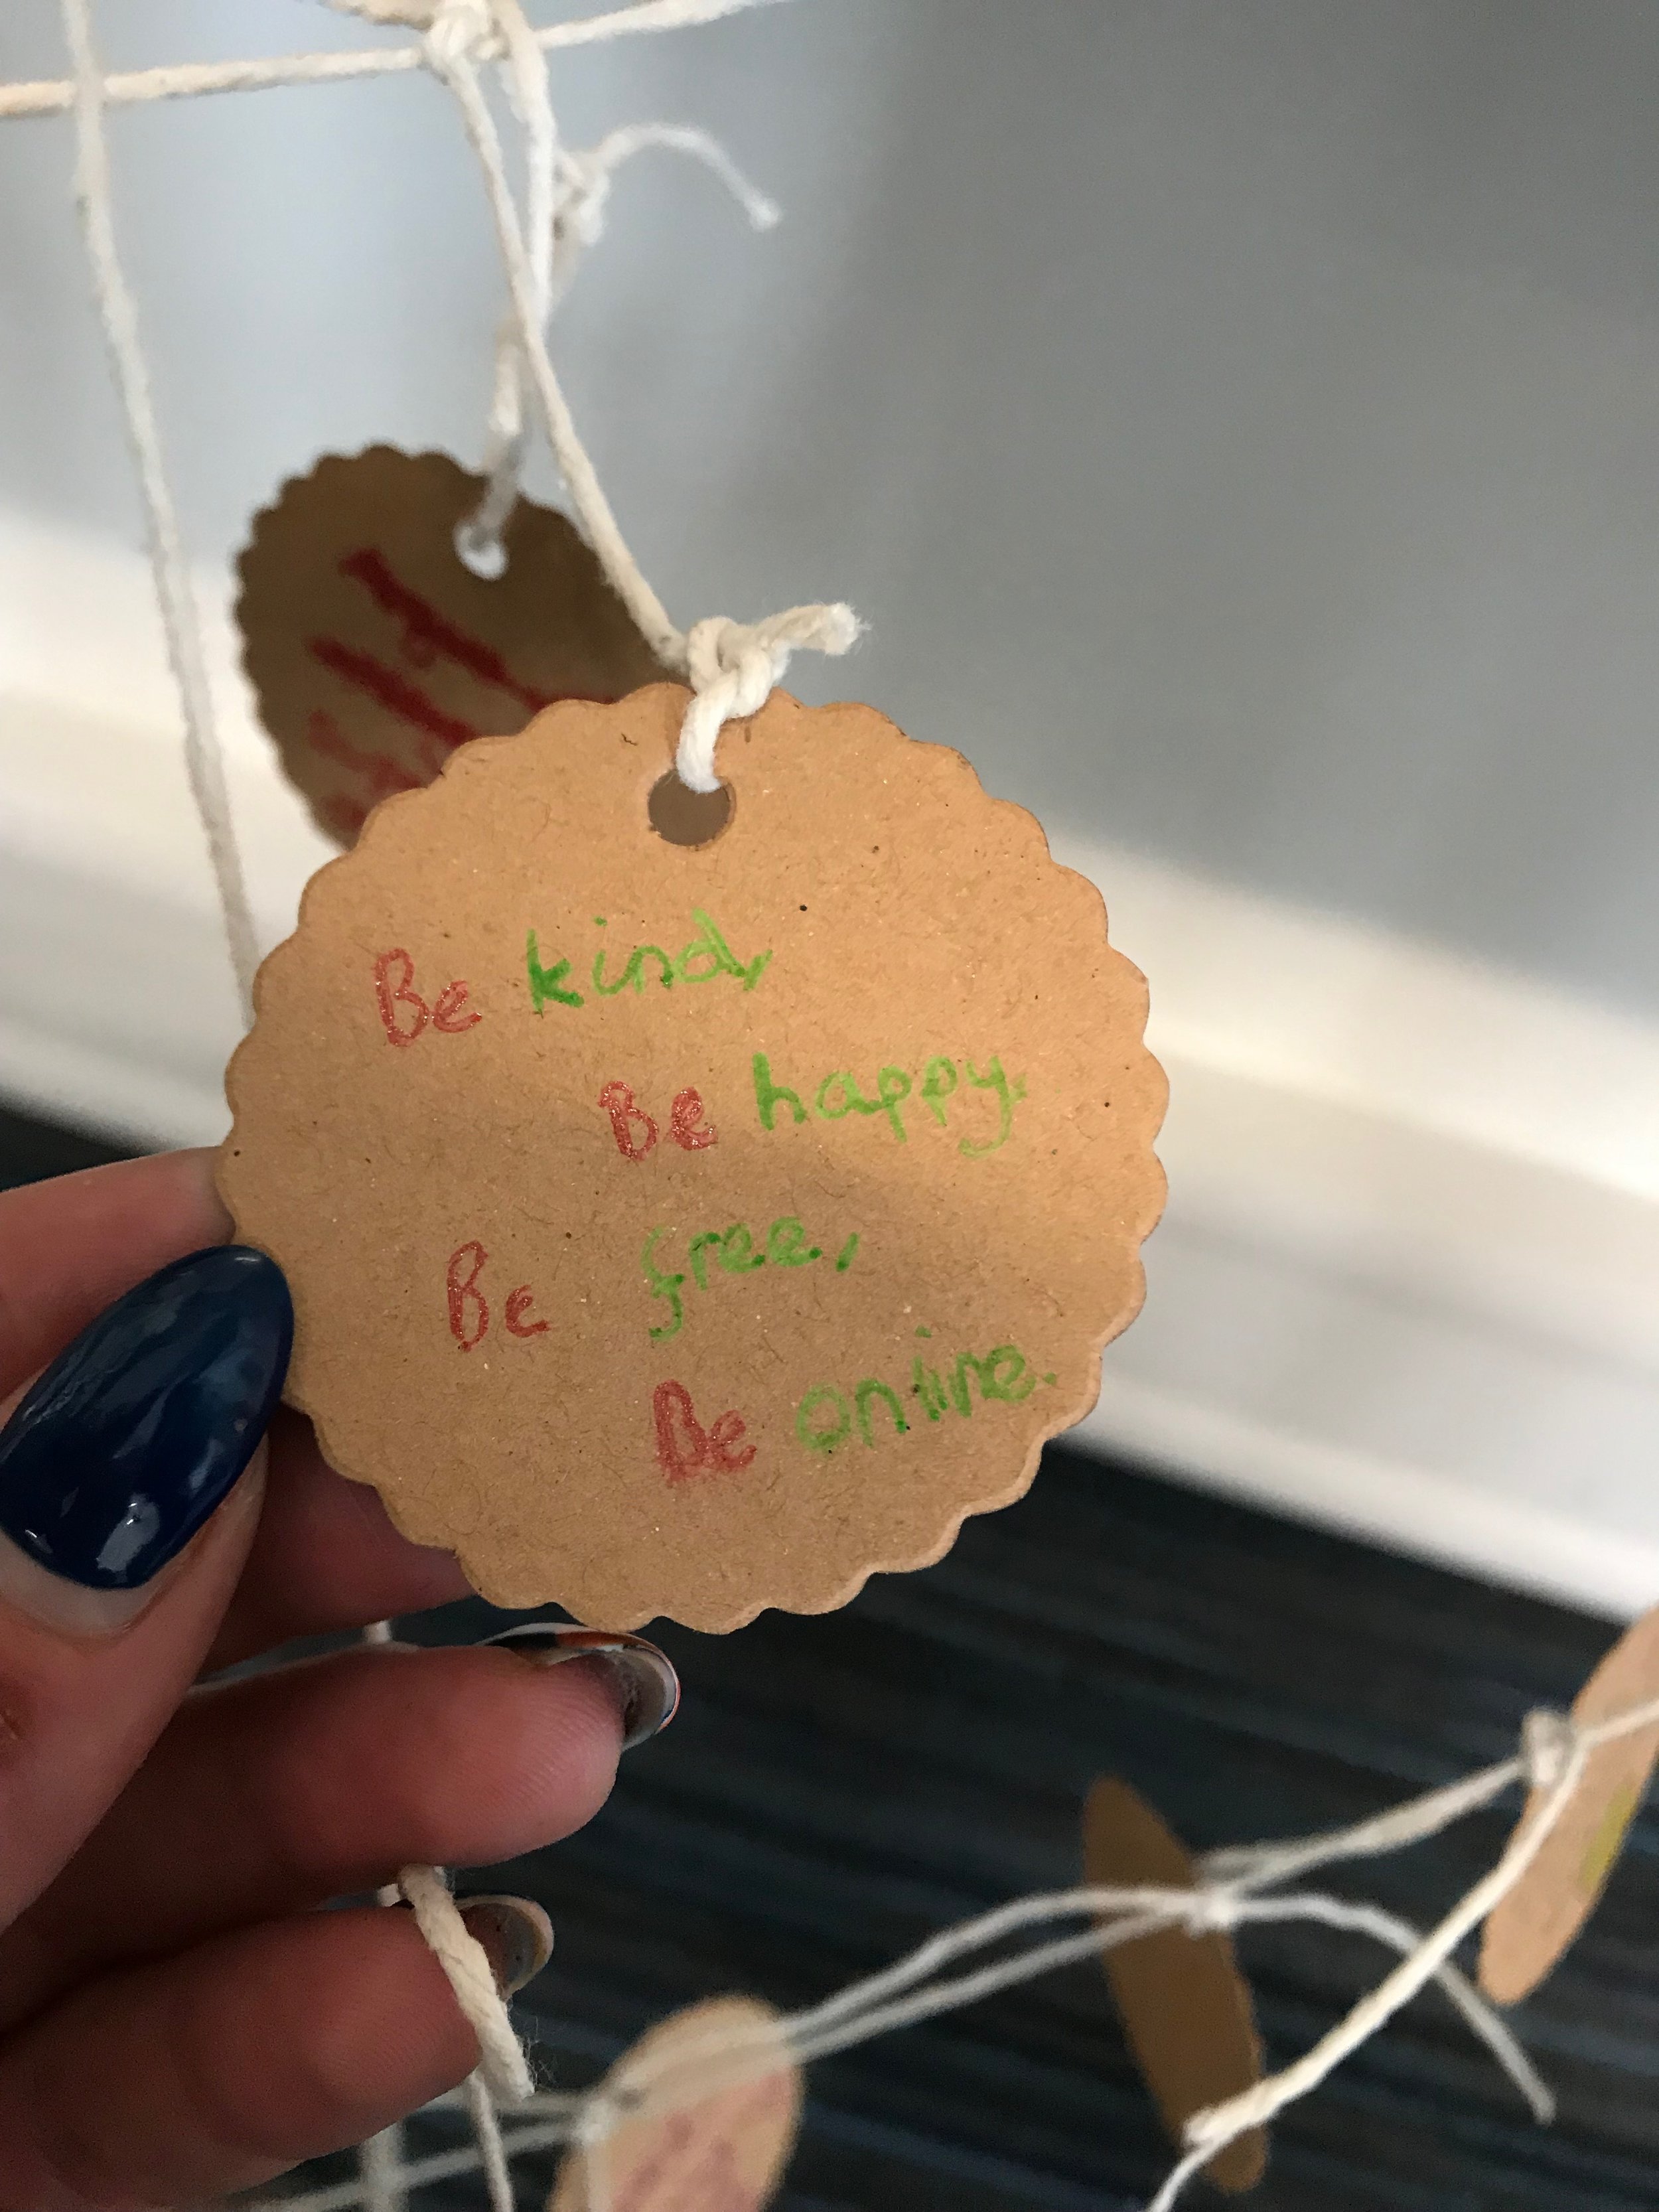 Be kind,
Be happy.
Be free,
Be online.